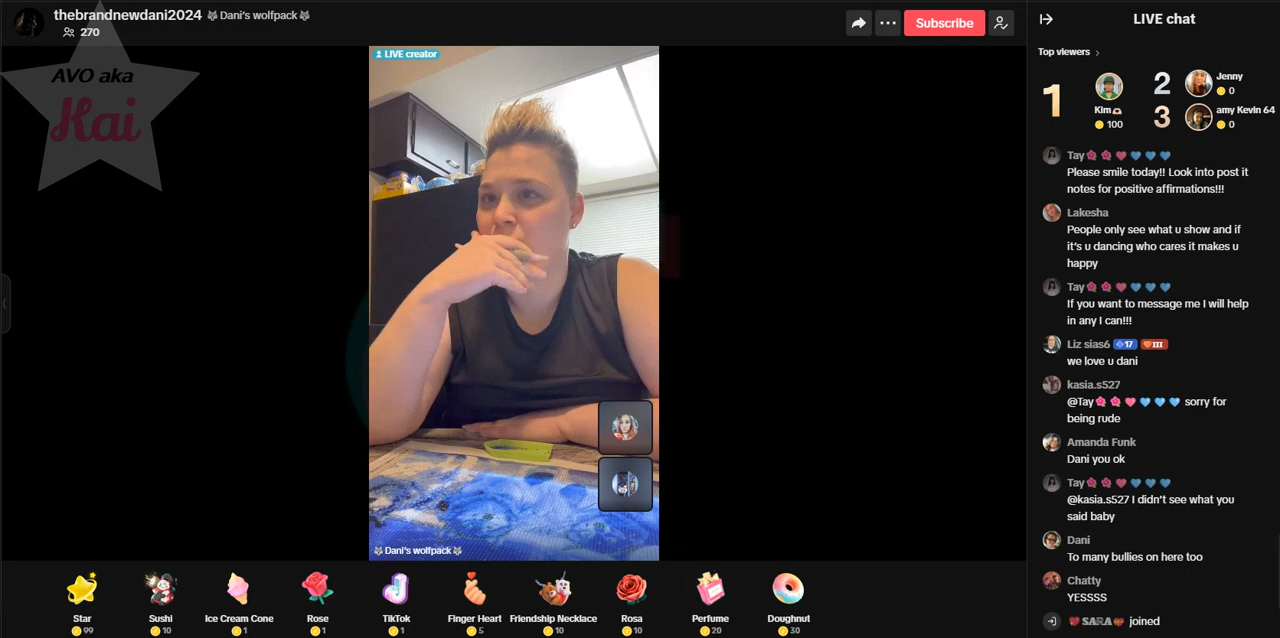 thebrandnewdani2024 🐺Dani's wolfpack🐺
270
Subscribe
AVO aka
Kai
LIVE creator
🐺Dani's wolfpack🐺
Star
99
Sushi
10
Ice Cream Cone
1
Rose
1
TikTok
1
Finger Heart
5
Friendship Necklace
10
Rosa
10
Perfume
20
Doughnut
30
LIVE chat
Top viewers
1
Kim
100
2
Jenny
0
3
amy Kevin 64
0
Tay🌺🌺💗💙💙💙
Please smile today!! Look into post it
notes for positive affirmations!!!
Lakesha
People only see what u show and if
it's u dancing who cares it makes u
happy
Tay🌺🌺💗💙💙💙
If you want to message me I will help
in any I can!!!
Liz sias6 17 III
we love u dani
kasia.s527
@Tay🌺🌺💗💙💙💙 sorry for
being rude
Amanda Funk
Dani you ok
Tay🌺🌺💗💙💙💙
@kasia.s527 I didn't see what you
said baby
Dani
To many bullies on here too
Chatty
YESSSS
SARA joined